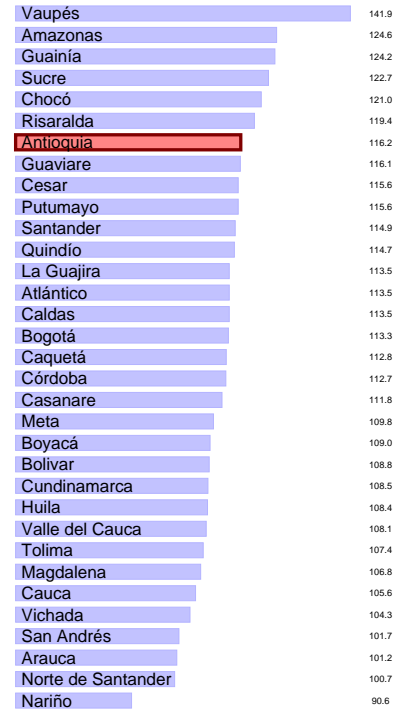 Vaupés 141.9
Amazonas 124.6
Guainía 124.2
Sucre 122.7
Chocó 121.0
Risaralda 119.4
Antioquia 116.2
Guaviare 116.1
Cesar 115.6
Putumayo 115.6
Santander 114.9
Quindío 114.7
La Guajira 113.5
Atlántico 113.5
Caldas 113.5
Bogotá 113.3
Caquetá 112.8
Córdoba 112.7
Casanare 111.8
Meta 109.8
Boyacá 109.0
Bolivar 108.8
Cundinamarca 108.5
Huila 108.4
Valle del Cauca 108.1
Tolima 107.4
Magdalena 106.8
Cauca 105.6
Vichada 104.3
San Andrés 101.7
Arauca 101.2
Norte de Santander 100.7
Nariño 90.6